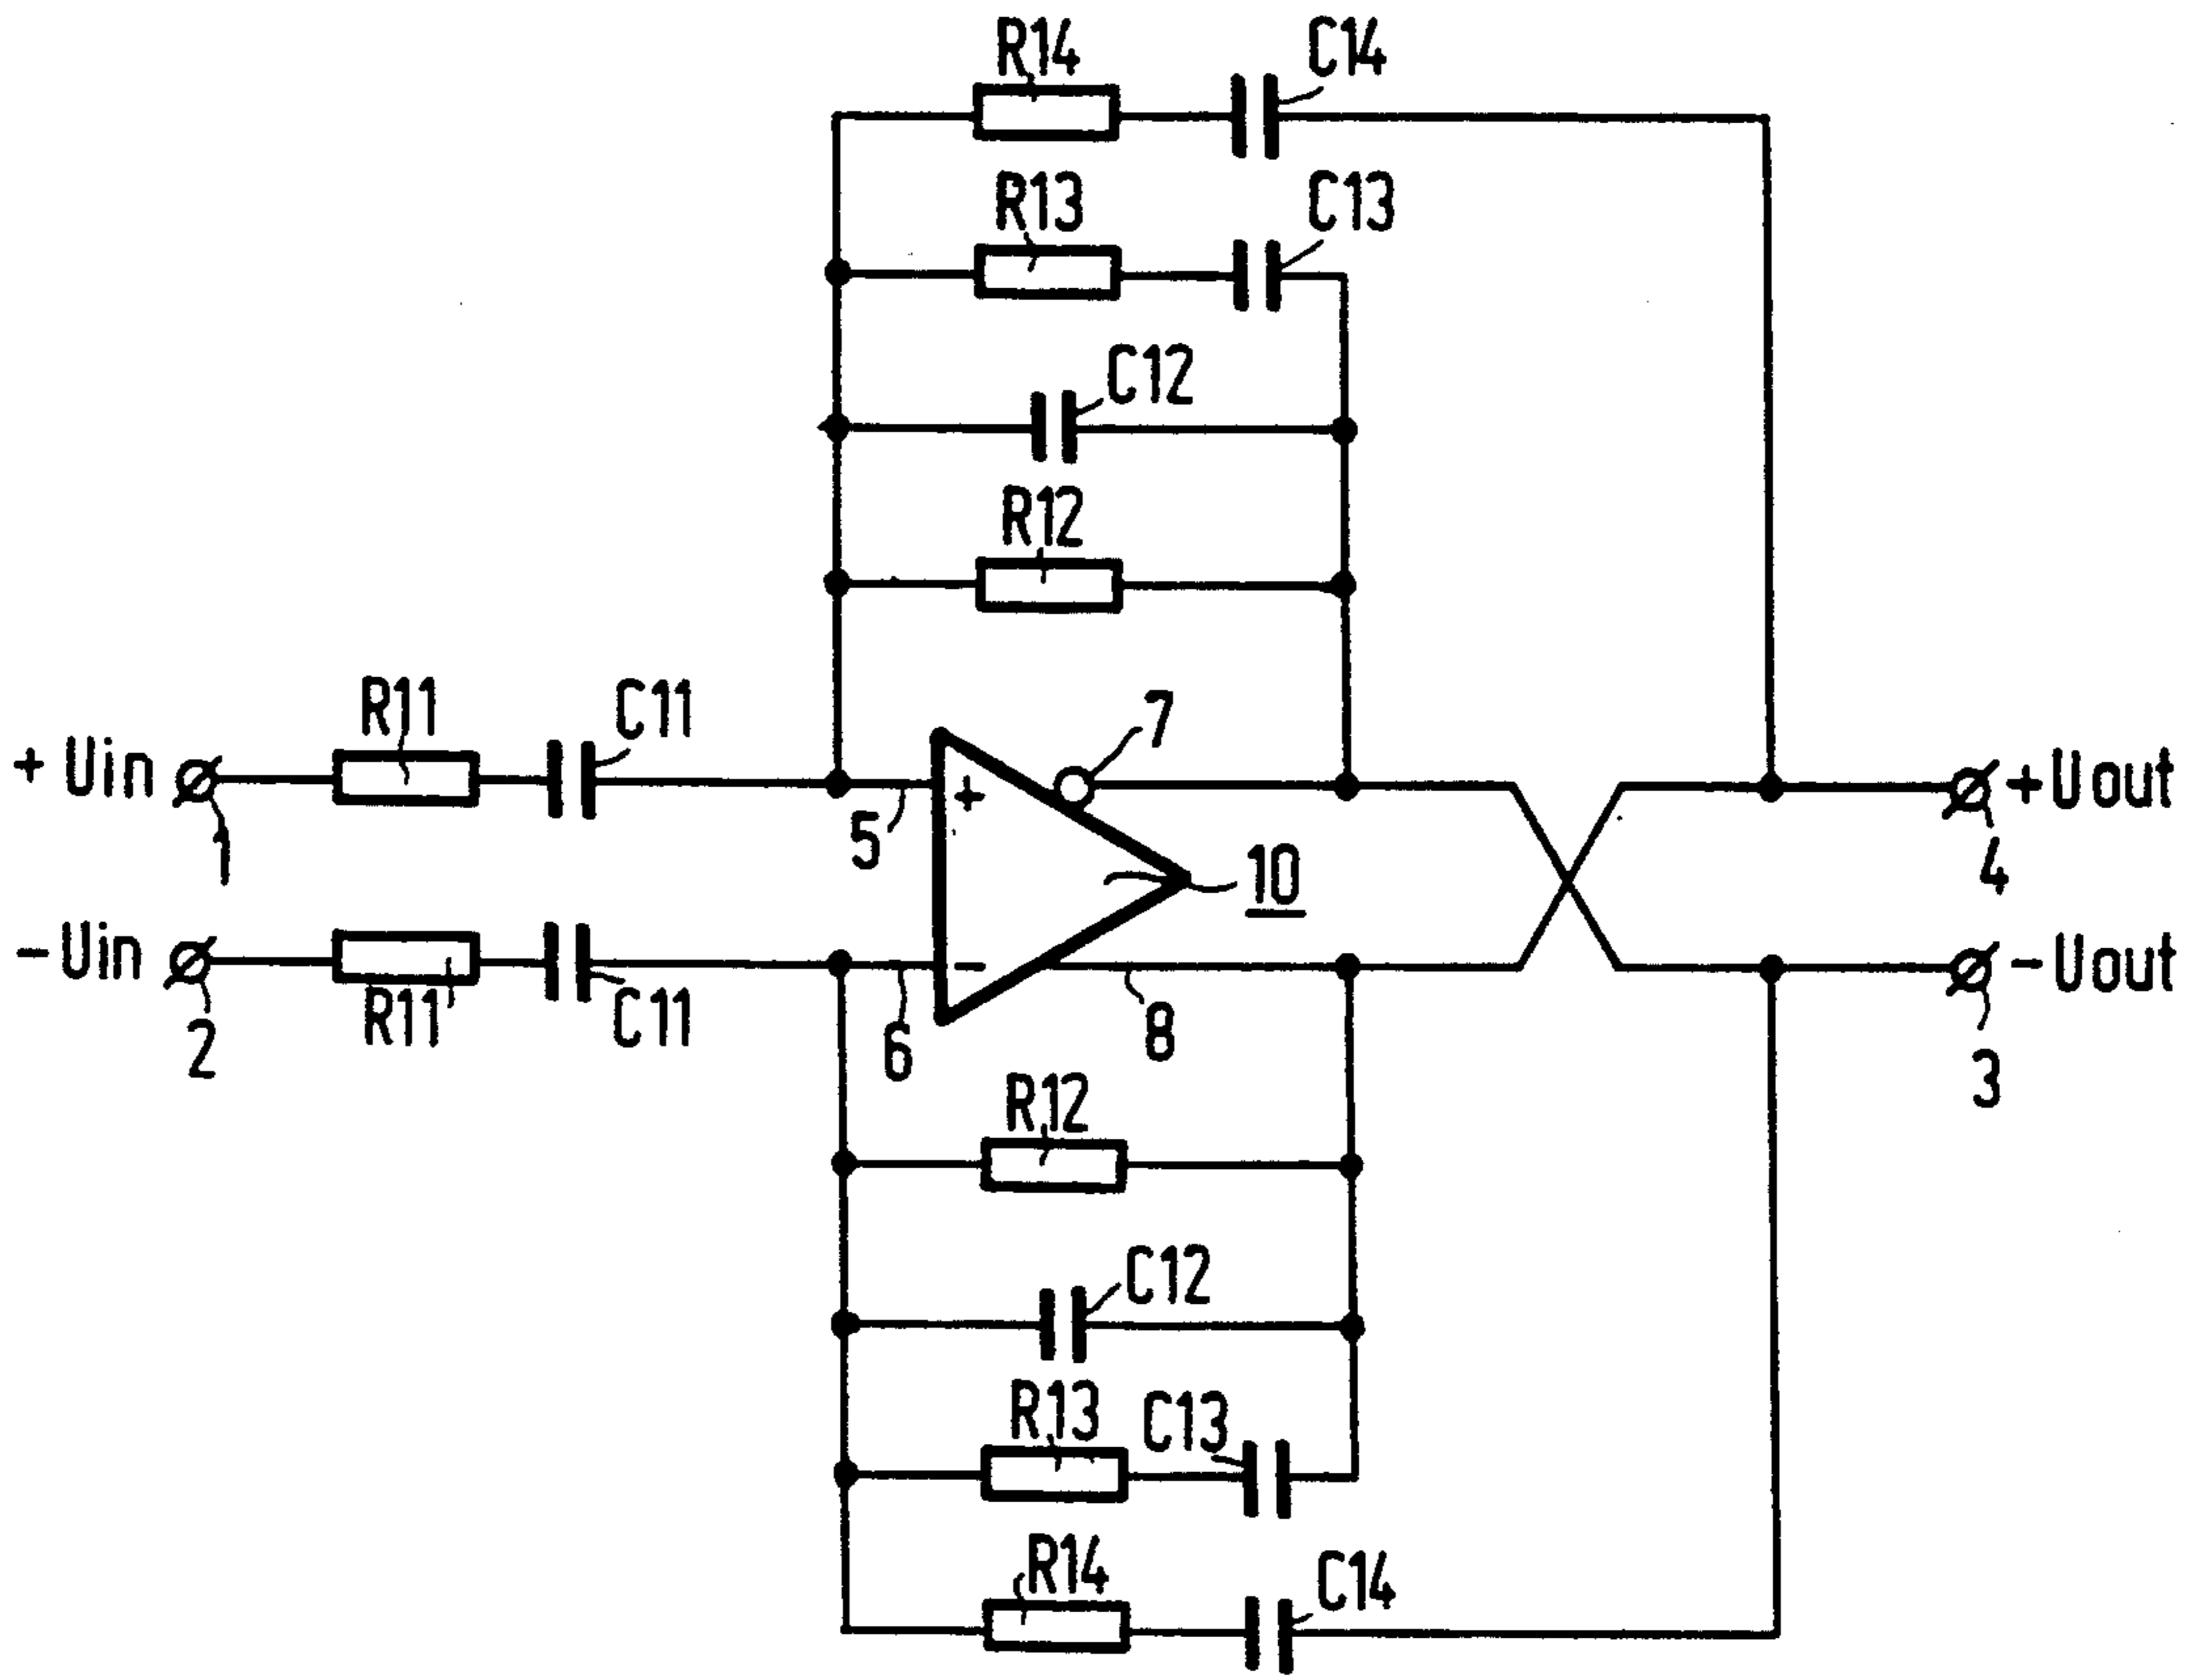 R14 C14
R13 C13
C12
R12
R11 C11 7
+Uin +Uout
+
1 5 10 4
-Uin - -Uout
R11 C11
2 6 8 3
R12
C12
R13 C13
R14 C14